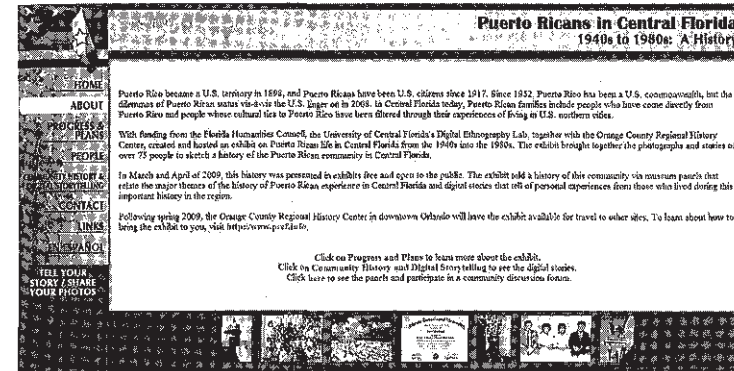 Puerto Ricans in Central Florida
1940s to 1980s: A History
HOME
ABOUT
PROGRESS & PLANS
PEOPLE
COMMUNITY HISTORY &
DIGITAL STORYTELLING
CONTACT
LINKS
EN ESPAÑOL
TELL YOUR
STORY / SHARE
YOUR PHOTOS
Puerto Rico became a U.S. territory in 1898, and Puerto Ricans have been U.S. citizens since 1917. Since 1952, Puerto Rico has been a U.S. commonwealth, but the
dilemmas of Puerto Rican status vis-à-vis the U.S. linger on in 2008. In Central Florida today, Puerto Rican families include people who have come directly from
Puerto Rico and people whose cultural ties to Puerto Rico have been filtered through their experiences of living in U.S. northern cities.
With funding from the Florida Humanities Council, the University of Central Florida's Digital Ethnography Lab, together with the Orange County Regional History
Center, created and hosted an exhibit on Puerto Rican life in Central Florida from the 1940s into the 1980s. The exhibit brought together the photographs and stories of
over 75 people to sketch a history of the Puerto Rican community in Central Florida.
In March and April of 2009, this history was presented in exhibits free and open to the public. The exhibit told a history of this community via museum panels that
relate the major themes of the history of Puerto Rican experience in Central Florida and digital stories that tell of personal experiences from those who lived during this
important history in the region.
Following spring 2009, the Orange County Regional History Center in downtown Orlando will have the exhibit available for travel to other sites. To learn about how to
bring the exhibit to you, visit
Click on Progress and Plans to learn more about the exhibit.
Click on Community History and Digital Storytelling to see the digital stories.
Click here to see the panels and participate in a community discussion forum.